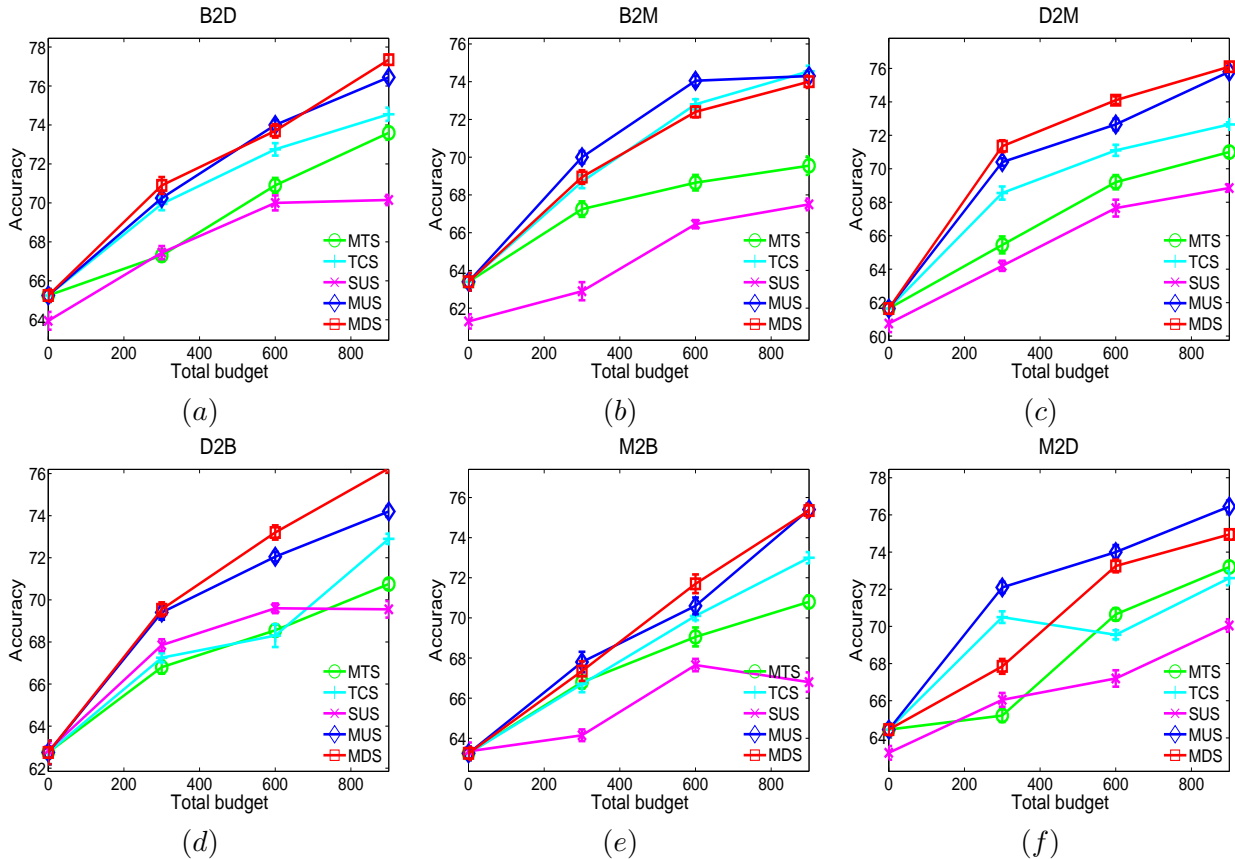 B2D
78
76
74
72
70
68
66
64
Accuracy
MTS
TCS
SUS
MUS
MDS
0 200 400 600 800
Total budget
(a)
B2M
76
74
72
70
68
66
64
62
Accuracy
MTS
TCS
SUS
MUS
MDS
0 200 400 600 800
Total budget
(b)
D2M
76
74
72
70
68
66
64
62
60
Accuracy
MTS
TCS
SUS
MUS
MDS
0 200 400 600 800
Total budget
(c)
D2B
76
74
72
70
68
66
64
62
Accuracy
MTS
TCS
SUS
MUS
MDS
0 200 400 600 800
Total budget
(d)
M2B
76
74
72
70
68
66
64
Accuracy
MTS
TCS
SUS
MUS
MDS
0 200 400 600 800
Total budget
(e)
M2D
78
76
74
72
70
68
66
64
Accuracy
MTS
TCS
SUS
MUS
MDS
0 200 400 600 800
Total budget
(f)